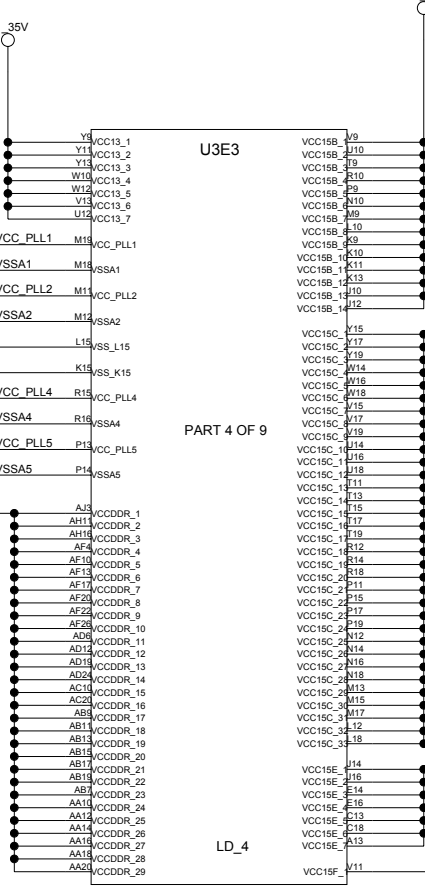 _35V
U3E3
Y9 VCC13_1
Y11 VCC13_2
Y13 VCC13_3
W10 VCC13_4
W12 VCC13_5
V13 VCC13_6
U12 VCC13_7
VCC_PLL1 M19 VCC_PLL1
VSSA1 M18 VSSA1
VCC_PLL2 M11 VCC_PLL2
VSSA2 M12 VSSA2
L15 VSS_L15
K15 VSS_K15
VCC_PLL4 R15 VCC_PLL4
VSSA4 R16 VSSA4
VCC_PLL5 P13 VCC_PLL5
VSSA5 P14 VSSA5
AJ3 VCCDDR_1
AH11 VCCDDR_2
AH16 VCCDDR_3
AF4 VCCDDR_4
AF10 VCCDDR_5
AF13 VCCDDR_6
AF17 VCCDDR_7
AF20 VCCDDR_8
AF22 VCCDDR_9
AF26 VCCDDR_10
AD6 VCCDDR_11
AD12 VCCDDR_12
AD19 VCCDDR_13
AD24 VCCDDR_14
AC10 VCCDDR_15
AC20 VCCDDR_16
AB9 VCCDDR_17
AB11 VCCDDR_18
AB13 VCCDDR_19
AB15 VCCDDR_20
AB17 VCCDDR_21
AB19 VCCDDR_22
AB7 VCCDDR_23
AA10 VCCDDR_24
AA12 VCCDDR_25
AA14 VCCDDR_26
AA16 VCCDDR_27
AA18 VCCDDR_28
AA20 VCCDDR_29
PART 4 OF 9
LD_4
VCC15B_1 V9
VCC15B_2 U10
VCC15B_3 T9
VCC15B_4 R10
VCC15B_5 P9
VCC15B_6 N10
VCC15B_7 M9
VCC15B_8 L10
VCC15B_9 K9
VCC15B_10 K10
VCC15B_11 K11
VCC15B_12 K13
VCC15B_13 J10
VCC15B_14 J12
VCC15C_1 Y15
VCC15C_2 Y17
VCC15C_3 Y19
VCC15C_4 W14
VCC15C_5 W16
VCC15C_6 W18
VCC15C_7 V15
VCC15C_8 V17
VCC15C_9 V19
VCC15C_10 U14
VCC15C_11 U16
VCC15C_12 U18
VCC15C_13 T11
VCC15C_14 T13
VCC15C_15 T15
VCC15C_16 T17
VCC15C_17 T19
VCC15C_18 R12
VCC15C_19 R14
VCC15C_20 R18
VCC15C_21 P11
VCC15C_22 P15
VCC15C_23 P17
VCC15C_24 P19
VCC15C_25 N12
VCC15C_26 N14
VCC15C_27 N16
VCC15C_28 N18
VCC15C_29 M13
VCC15C_30 M15
VCC15C_31 M17
VCC15C_32 L12
VCC15C_33 L18
VCC15E_1 J14
VCC15E_2 J16
VCC15E_3 E14
VCC15E_4 E16
VCC15E_5 C13
VCC15E_6 C18
VCC15E_7 A13
VCC15F_ V11